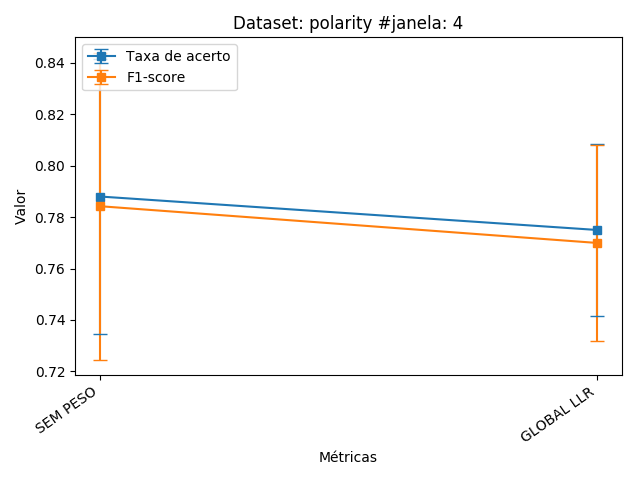 Dataset: polarity #janela: 4
Taxa de acerto
F1-score
0.84
0.82
0.80
0.78
0.76
0.74
0.72
Valor
SEM PESO
GLOBAL LLR
Métricas